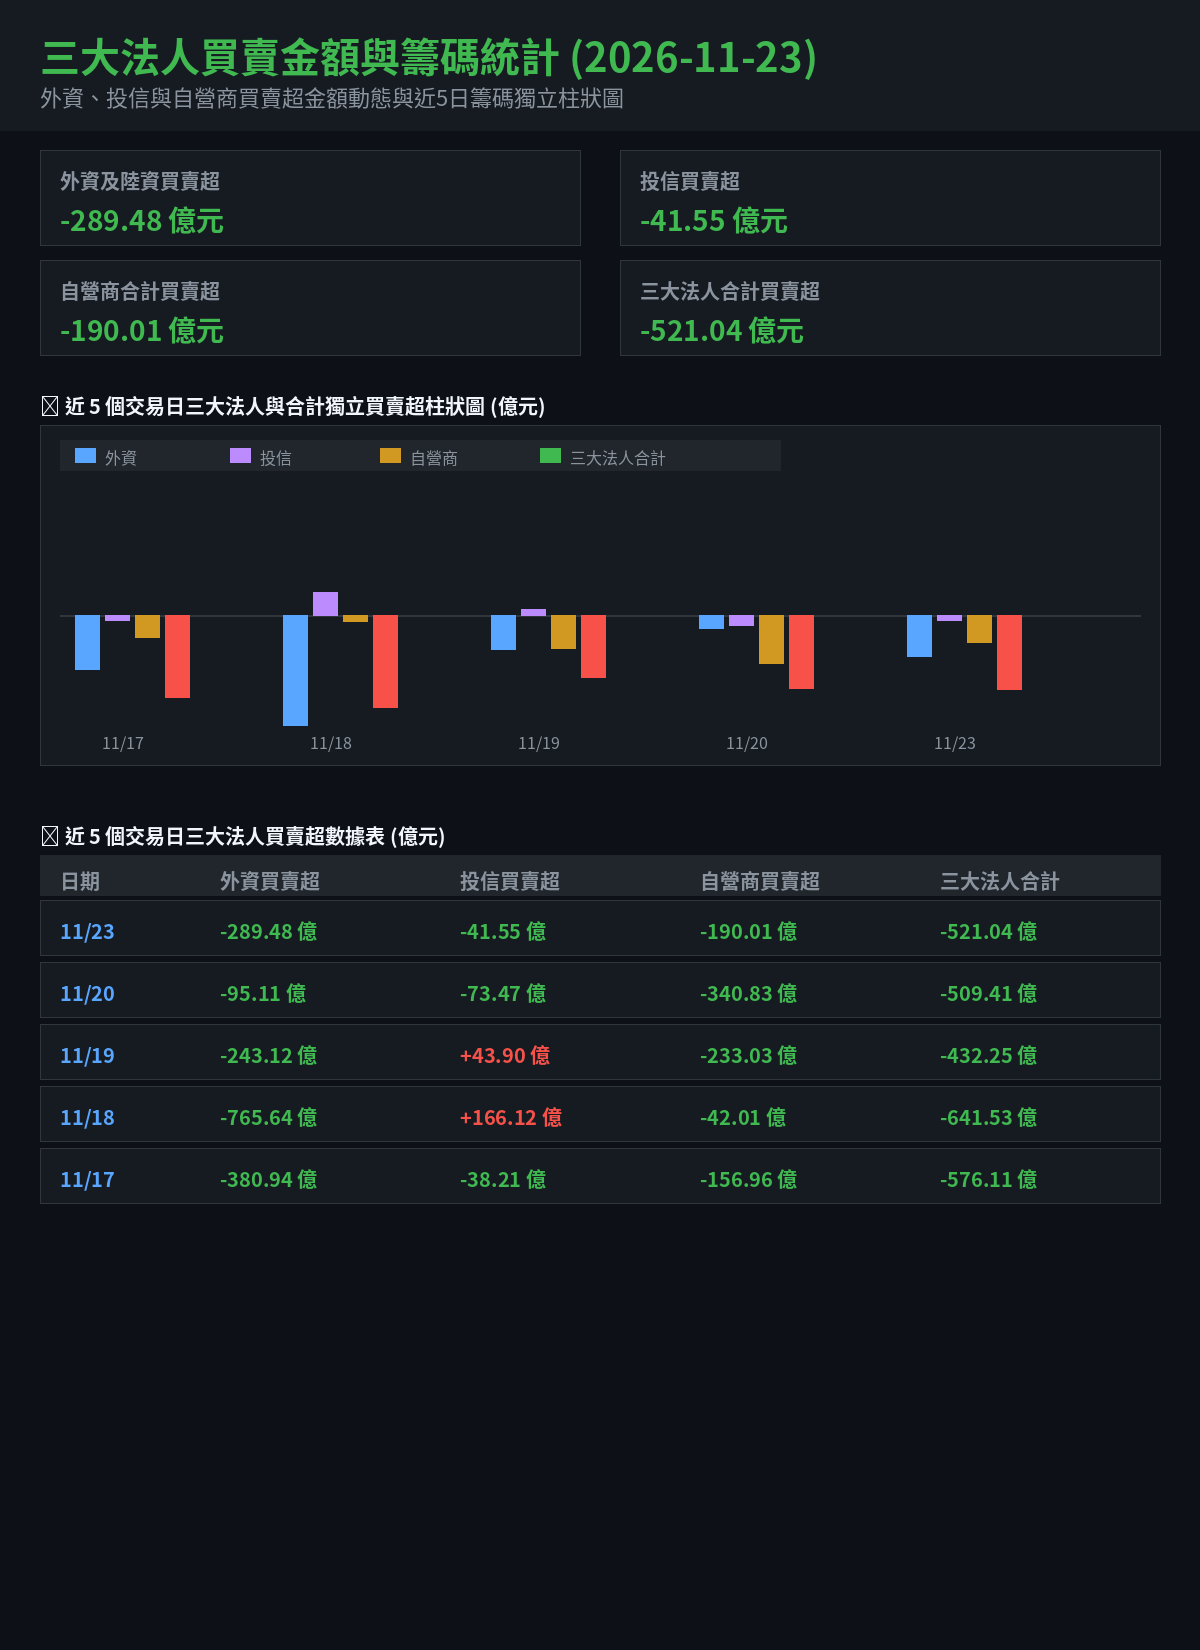 三大法人買賣金額與籌碼統計 (2026-11-23)
外資、投信與自營商買賣超金額動態與近5日籌碼獨立柱狀圖
外資及陸資買賣超
-289.48 億元
投信買賣超
-41.55 億元
自營商合計買賣超
-190.01 億元
三大法人合計買賣超
-521.04 億元
近 5 個交易日三大法人與合計獨立買賣超柱狀圖 (億元)
外資 投信 自營商 三大法人合計
11/17 11/18 11/19 11/20 11/23
近 5 個交易日三大法人買賣超數據表 (億元)
日期 外資買賣超 投信買賣超 自營商買賣超 三大法人合計
11/23 -289.48 億 -41.55 億 -190.01 億 -521.04 億
11/20 -95.11 億 -73.47 億 -340.83 億 -509.41 億
11/19 -243.12 億 +43.90 億 -233.03 億 -432.25 億
11/18 -765.64 億 +166.12 億 -42.01 億 -641.53 億
11/17 -380.94 億 -38.21 億 -156.96 億 -576.11 億